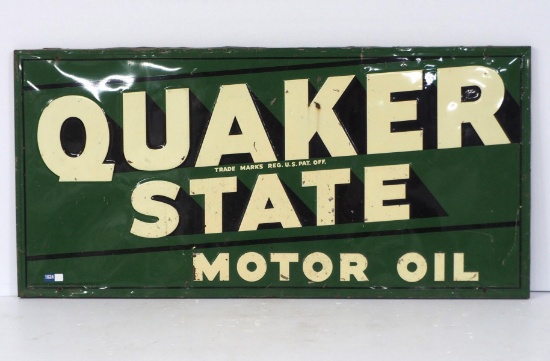 QUAKER
TRADE MARKS REG. U.S. PAT. OFF.
STATE
MOTOR OIL